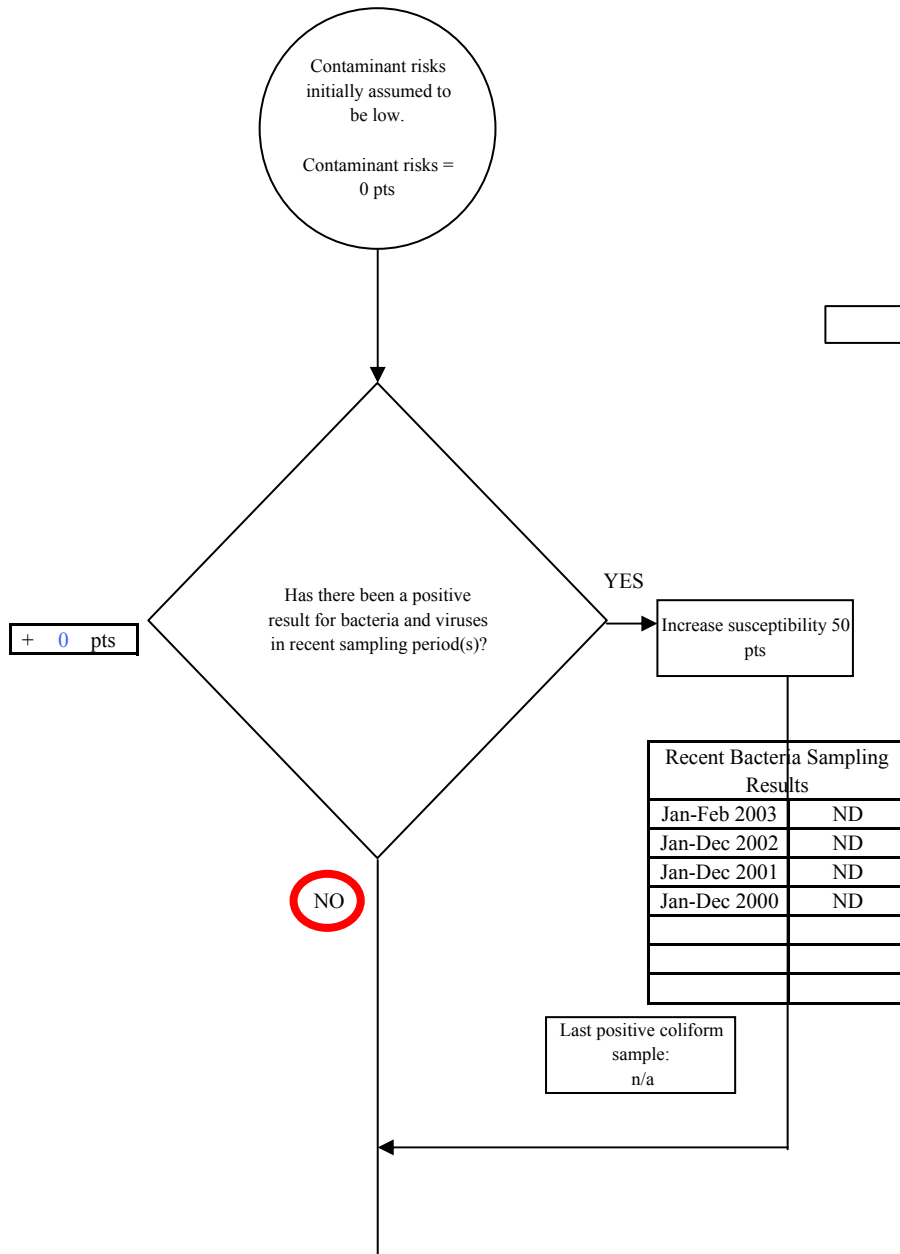 Contaminant risks
initially assumed to
be low.
Contaminant risks =
0 pts
Has there been a positive
result for bacteria and viruses
in recent sampling period(s)?
+ 0 pts
YES
Increase susceptibility 50
pts
Recent Bacteria Sampling
Results
Jan-Feb 2003 ND
Jan-Dec 2002 ND
Jan-Dec 2001 ND
Jan-Dec 2000 ND
NO
Last positive coliform
sample:
n/a